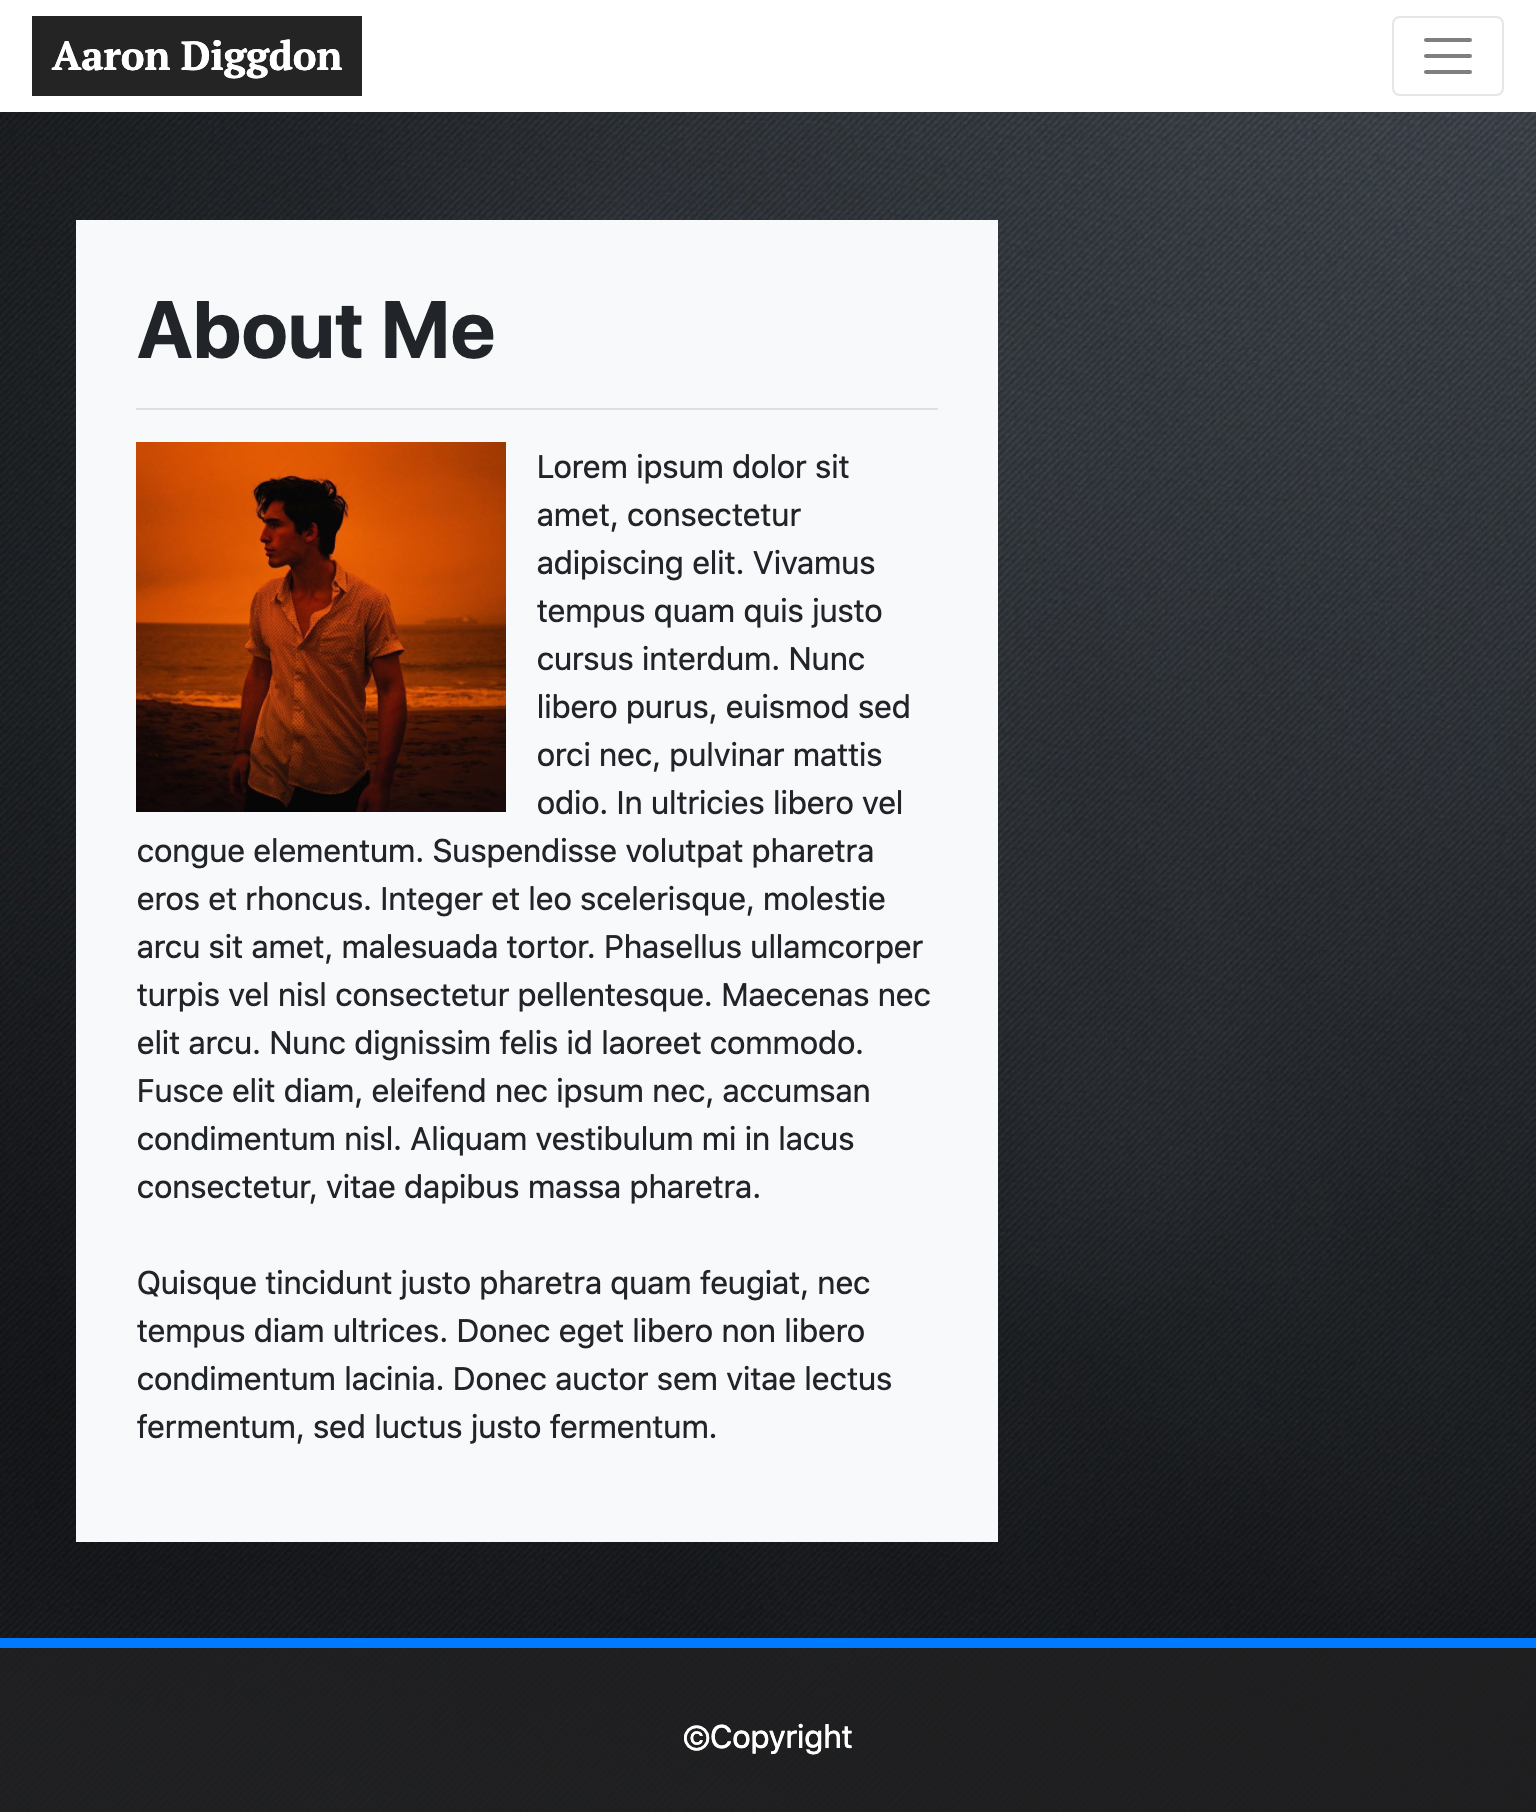 Aaron Diggdon
About Me
Lorem ipsum dolor sit
amet, consectetur
adipiscing elit. Vivamus
tempus quam quis justo
cursus interdum. Nunc
libero purus, euismod sed
orci nec, pulvinar mattis
odio. In ultricies libero vel
congue elementum. Suspendisse volutpat pharetra
eros et rhoncus. Integer et leo scelerisque, molestie
arcu sit amet, malesuada tortor. Phasellus ullamcorper
turpis vel nisl consectetur pellentesque. Maecenas nec
elit arcu. Nunc dignissim felis id laoreet commodo.
Fusce elit diam, eleifend nec ipsum nec, accumsan
condimentum nisl. Aliquam vestibulum mi in lacus
consectetur, vitae dapibus massa pharetra.
Quisque tincidunt justo pharetra quam feugiat, nec
tempus diam ultrices. Donec eget libero non libero
condimentum lacinia. Donec auctor sem vitae lectus
fermentum, sed luctus justo fermentum.
©Copyright